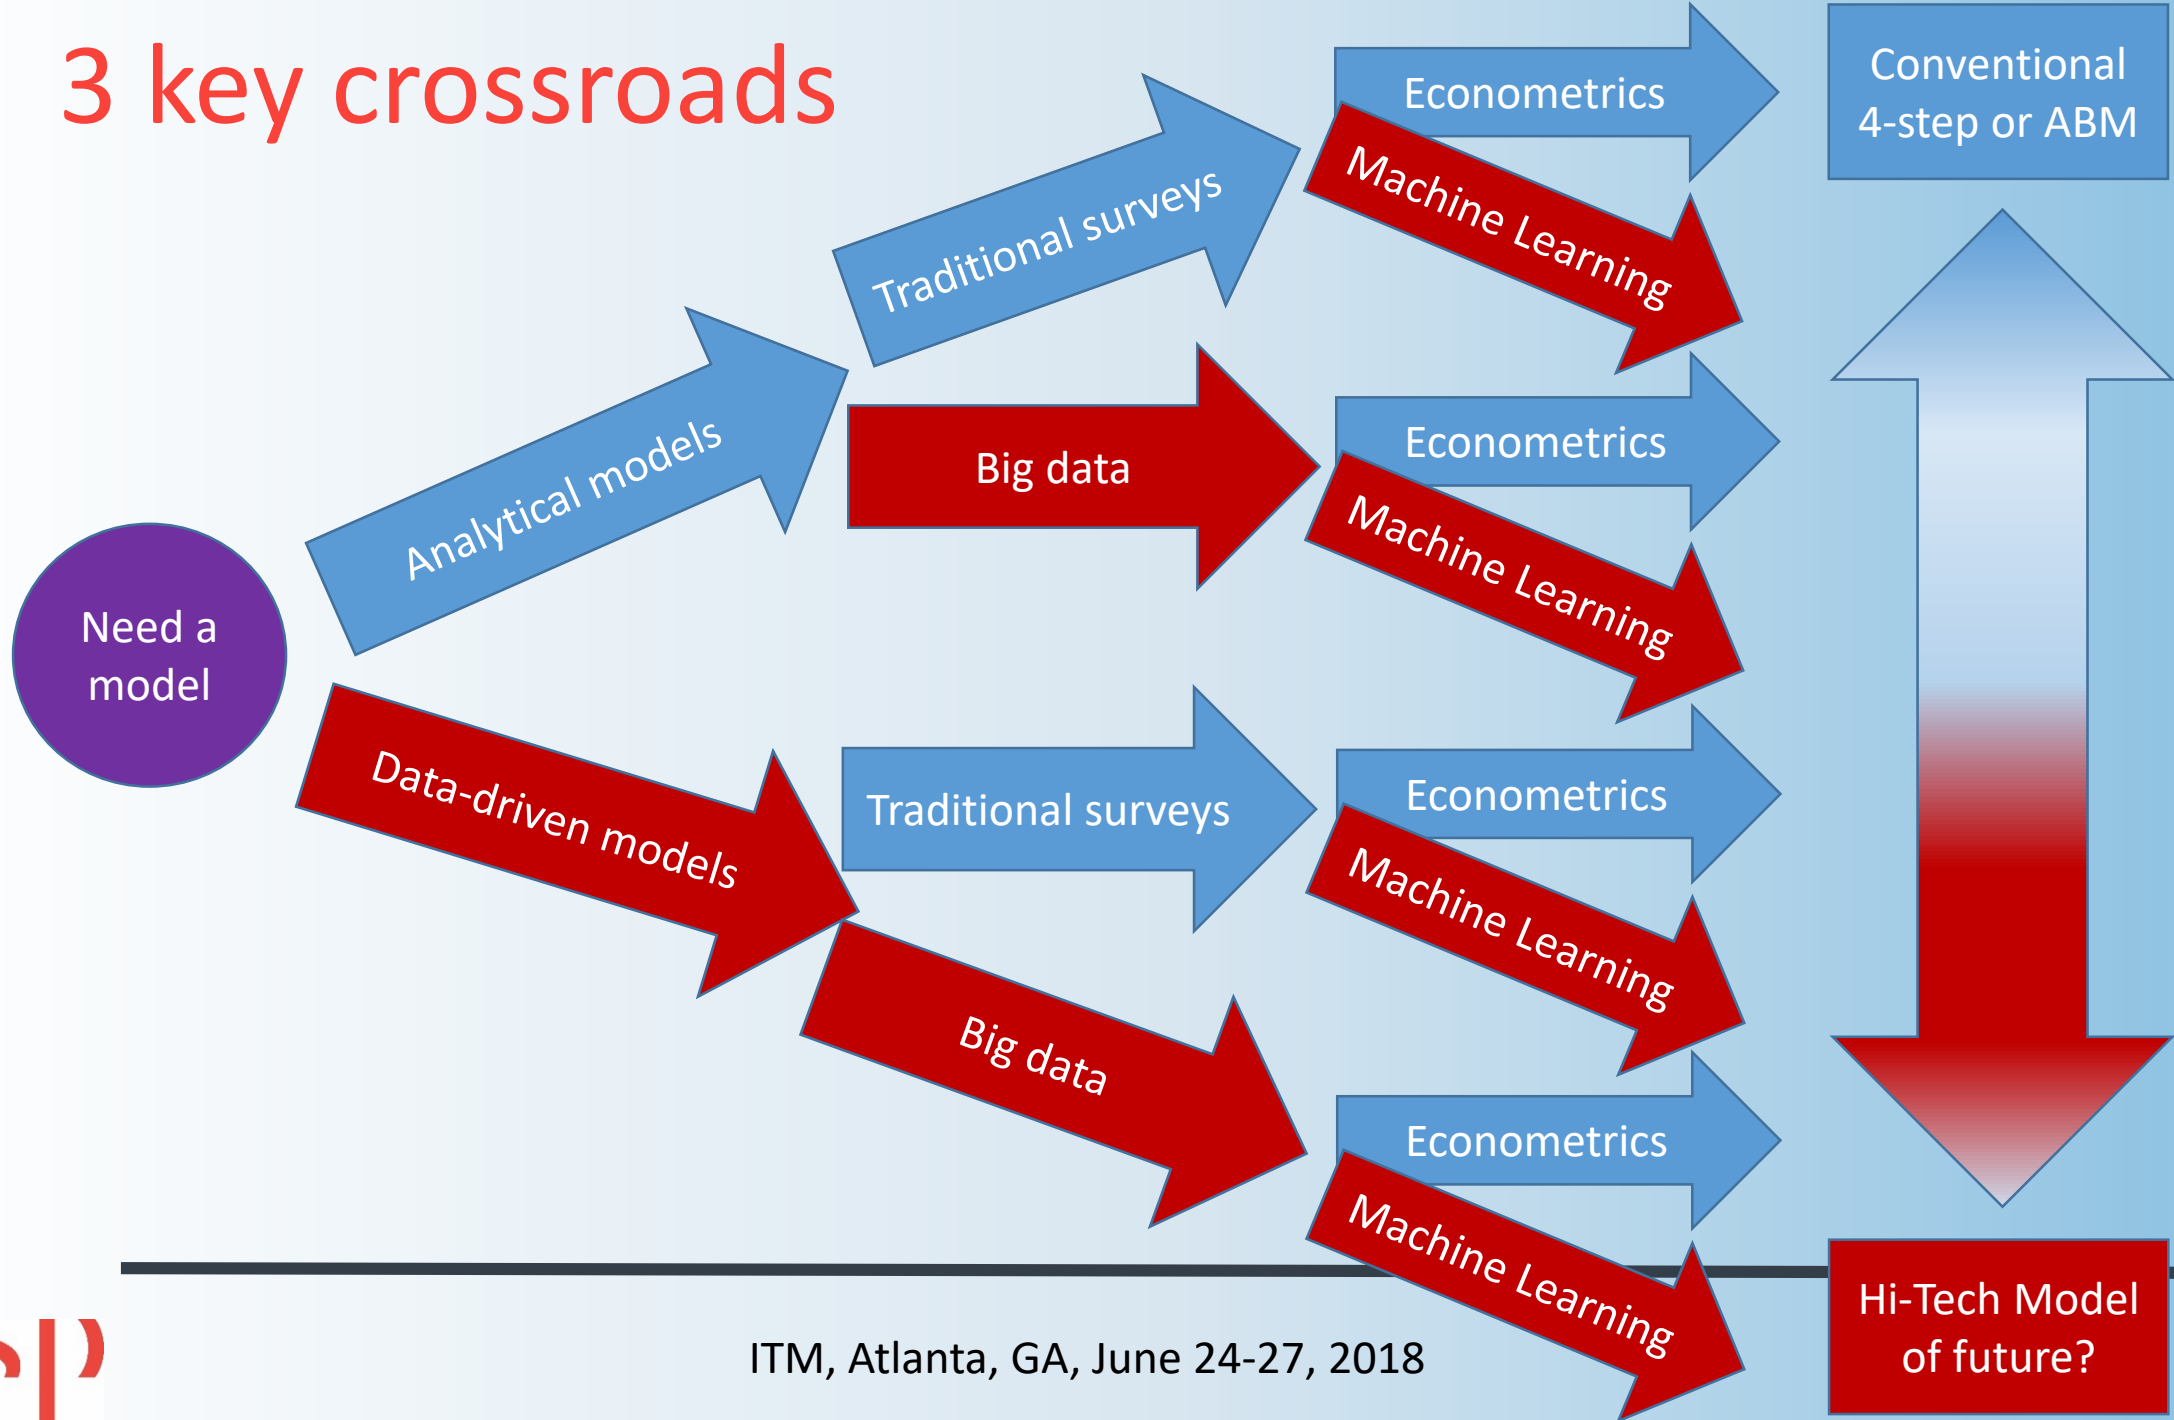 3 key crossroads
Need a
model
Analytical models
Data-driven models
Traditional surveys
Big data
Traditional surveys
Big data
Econometrics
Machine Learning
Econometrics
Machine Learning
Econometrics
Machine Learning
Econometrics
Machine Learning
Conventional
4-step or ABM
Hi-Tech Model
of future?
ITM, Atlanta, GA, June 24-27, 2018